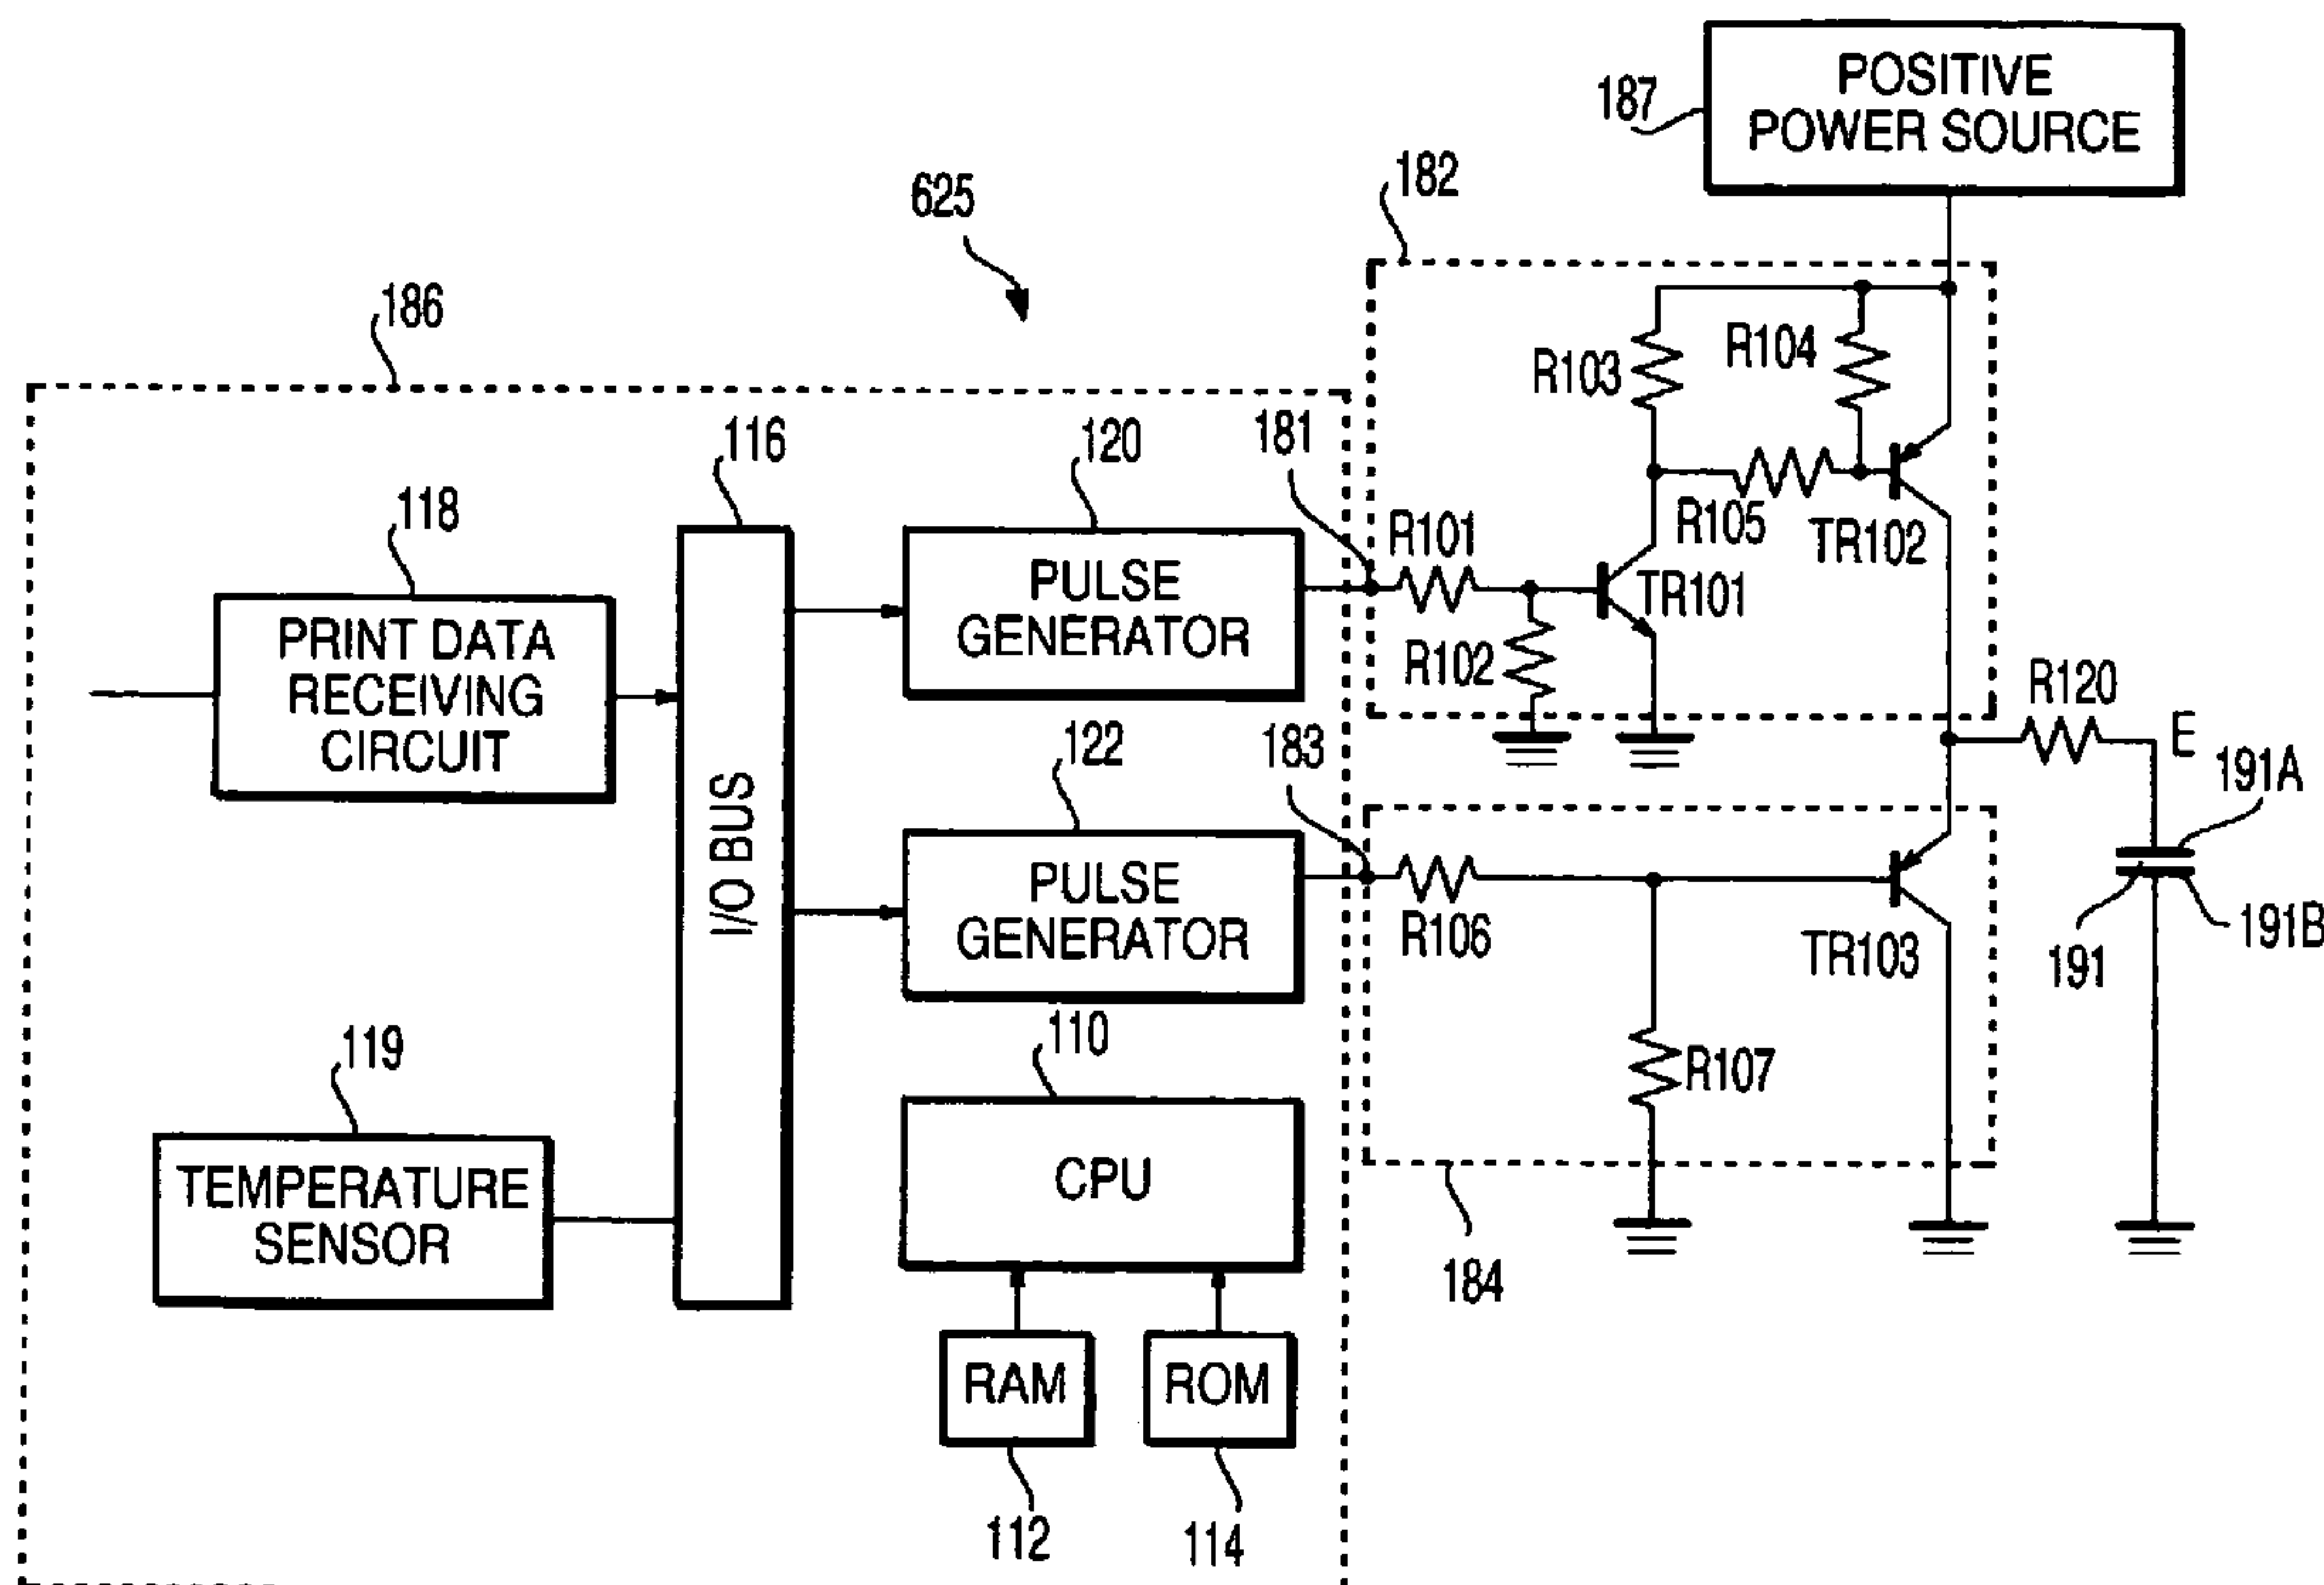 POSITIVE
POWER SOURCE
187
182
625
186
R104
R103
116
120
181
118
R101
R105
TR102
PULSE
GENERATOR
TR101
PRINT DATA
RECEIVING
CIRCUIT
R102
R120
E
122
183
191A
I/O BUS
PULSE
GENERATOR
R106
TR103
191
191B
119
110
R107
TEMPERATURE
SENSOR
CPU
184
RAM
ROM
112
114